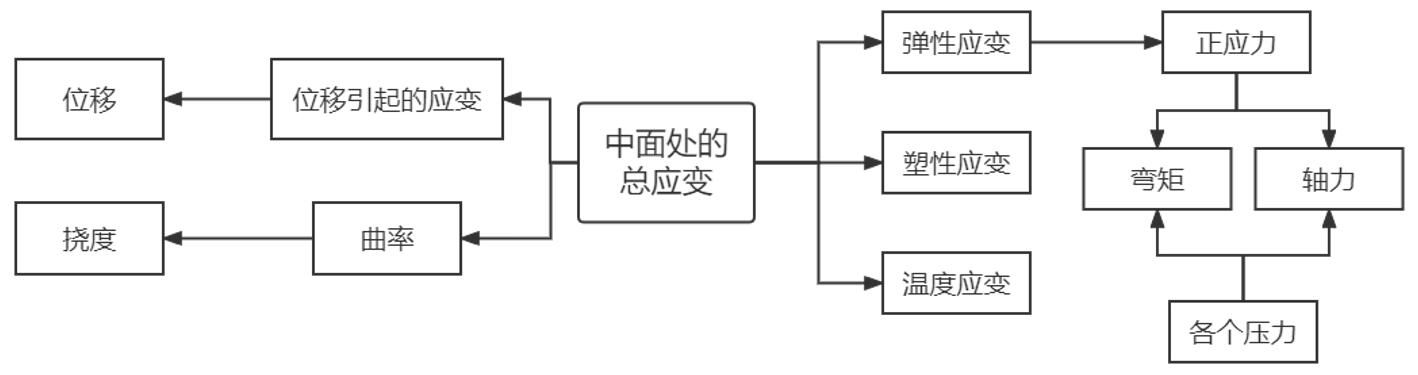 位移
位移引起的应变
挠度
曲率
中面处的
总应变
弹性应变
正应力
塑性应变
弯矩
轴力
温度应变
各个压力